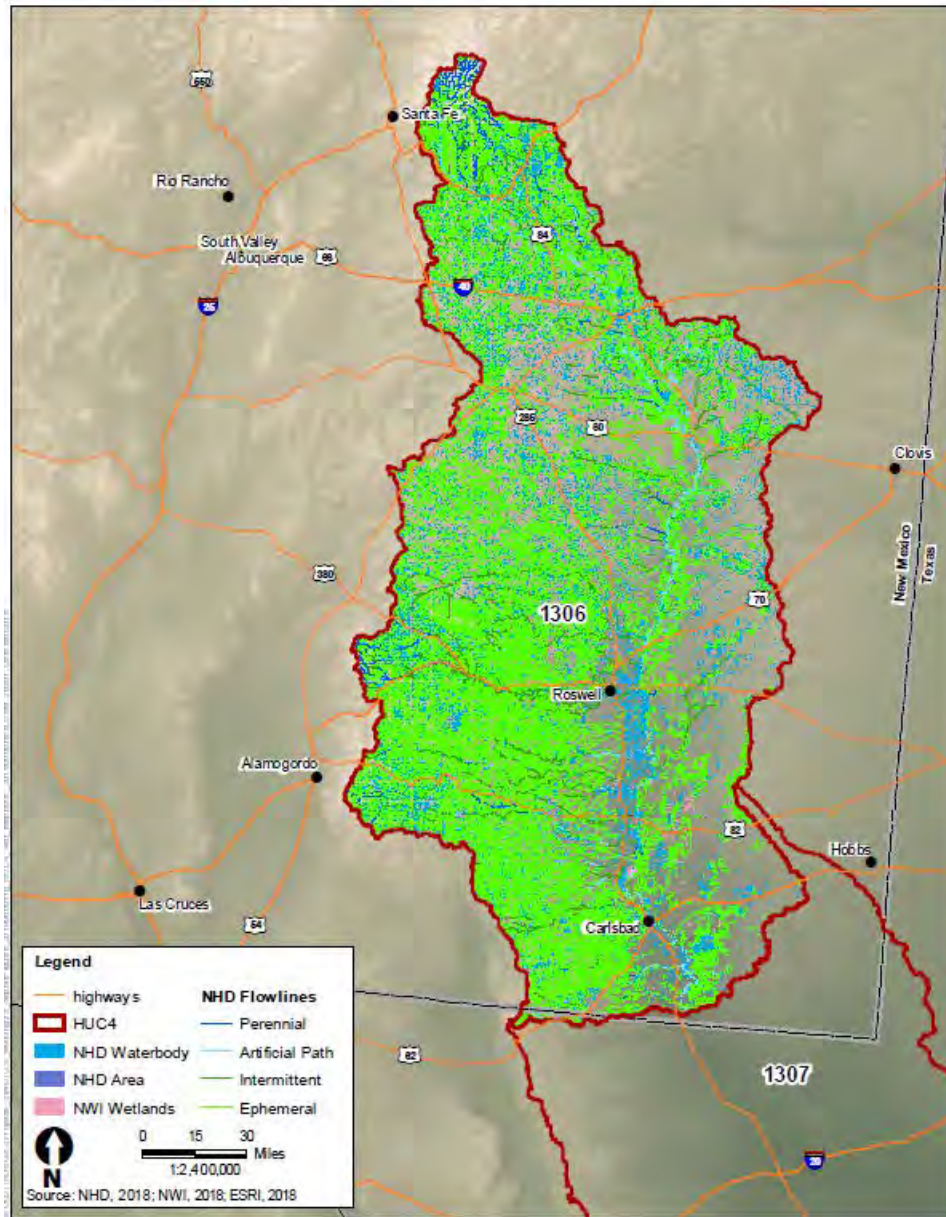 550
Santa Fe
Rio Rancho
84
South Valley
Albuquerque
66
40
25
285
60
Clovis
New Mexico
Texas
380
70
1306
Roswell
Alamogordo
82
Hobbs
Las Cruces
54
Carlsbad
62
1307
20
Legend
highways
HUC4
NHD Waterbody
NHD Area
NWI Wetlands
NHD Flowlines
Perennial
Artificial Path
Intermittent
Ephemeral
N
0 15 30
Miles
1:2,400,000
Source: NHD, 2018; NWI, 2018; ESRI, 2018